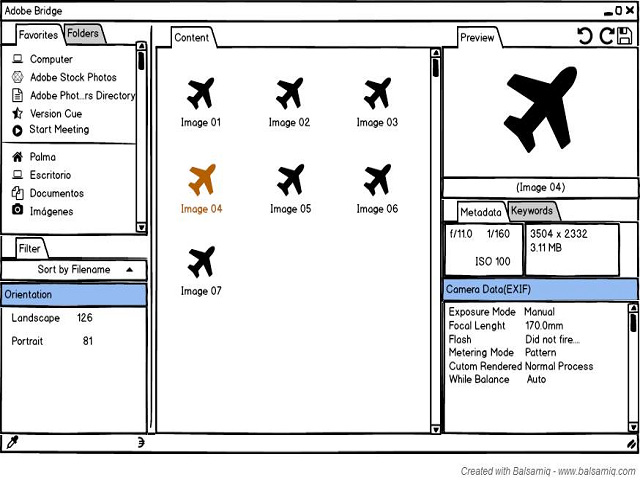 Adobe Bridge
Favorites Folders
Computer
Adobe Stock Photos
Adobe Phot...rs Directory
Version Cue
Start Meeting
Palma
Escritorio
Documentos
Imágenes
Filter
Sort by Filename
Orientation
Landscape 126
Portrait 81
Content
Image 01 Image 02 Image 03
Image 04 Image 05 Image 06
Image 07
Preview
(Image 04)
Metadata Keywords
f/11.0 1/160
ISO 100
3504 x 2332
3.11 MB
Camera Data(EXIF)
Exposure Mode Manual
Focal Lenght 170.0mm
Flash Did not fire....
Metering Mode Pattern
Cutom Rendered Normal Process
While Balance Auto
Created with Balsamiq - www.balsamiq.com